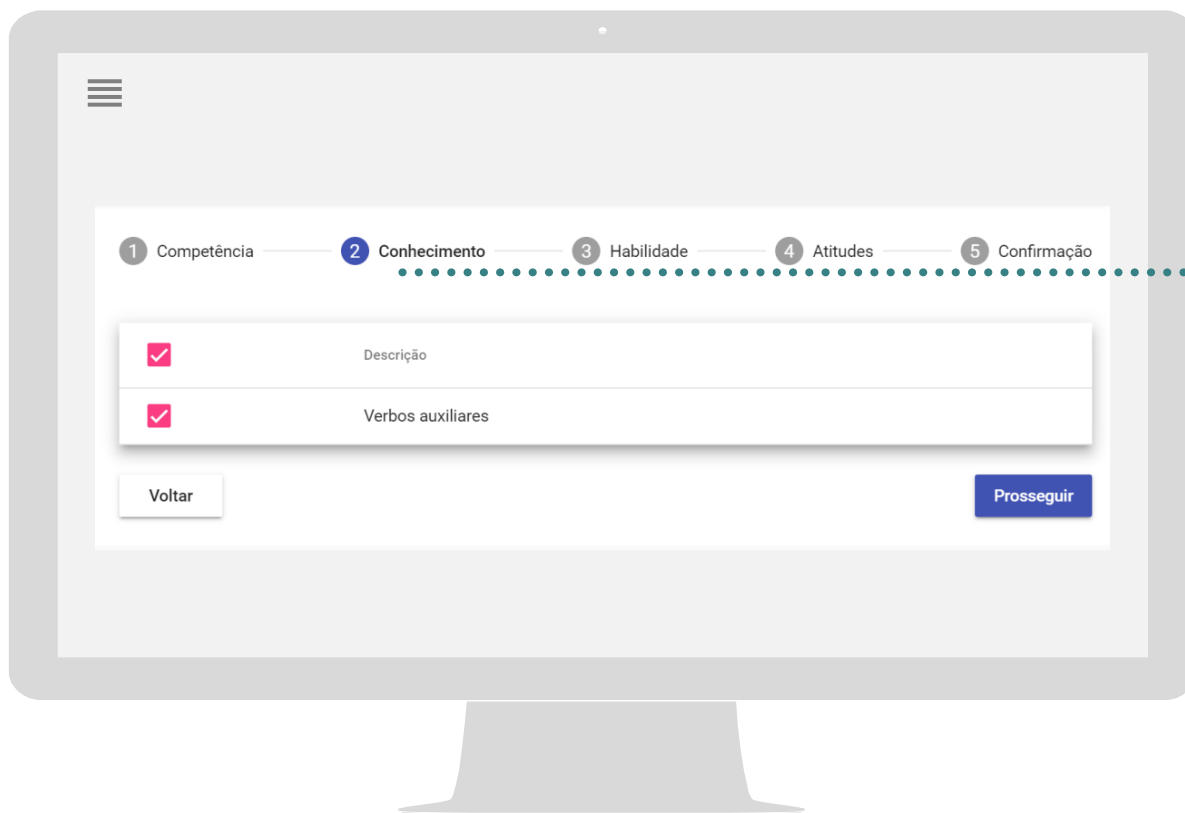 1 Competência 2 Conhecimento 3 Habilidade 4 Atitudes 5 Confirmação
Descrição
Verbos auxiliares
Voltar Prosseguir